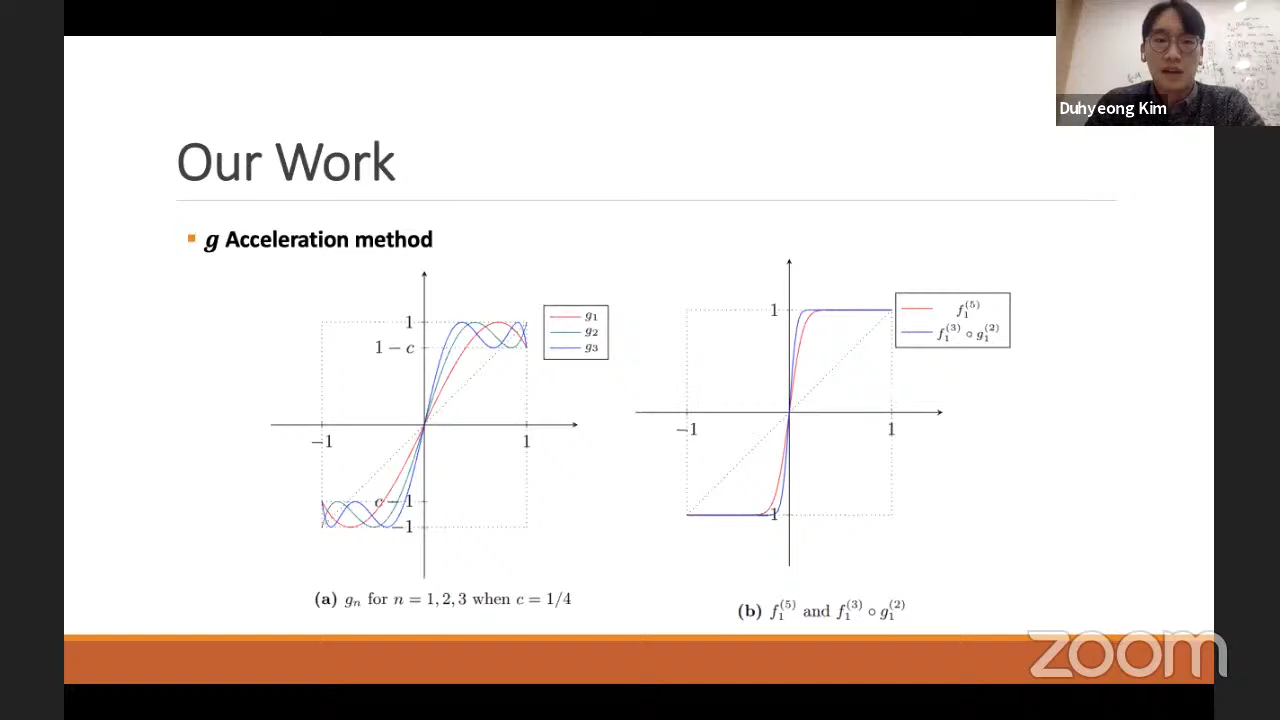 Duhyeong Kim
Our Work
g Acceleration method
1
1 − c
−1
1
c − 1
−1
g₁
g₂
g₃
(a) gₙ for n = 1, 2, 3 when c = 1/4
1
−1
1
1
f₁⁽⁵⁾
f₁⁽³⁾ ∘ g₁⁽²⁾
(b) f₁⁽⁵⁾ and f₁⁽³⁾ ∘ g₁⁽²⁾
zoom